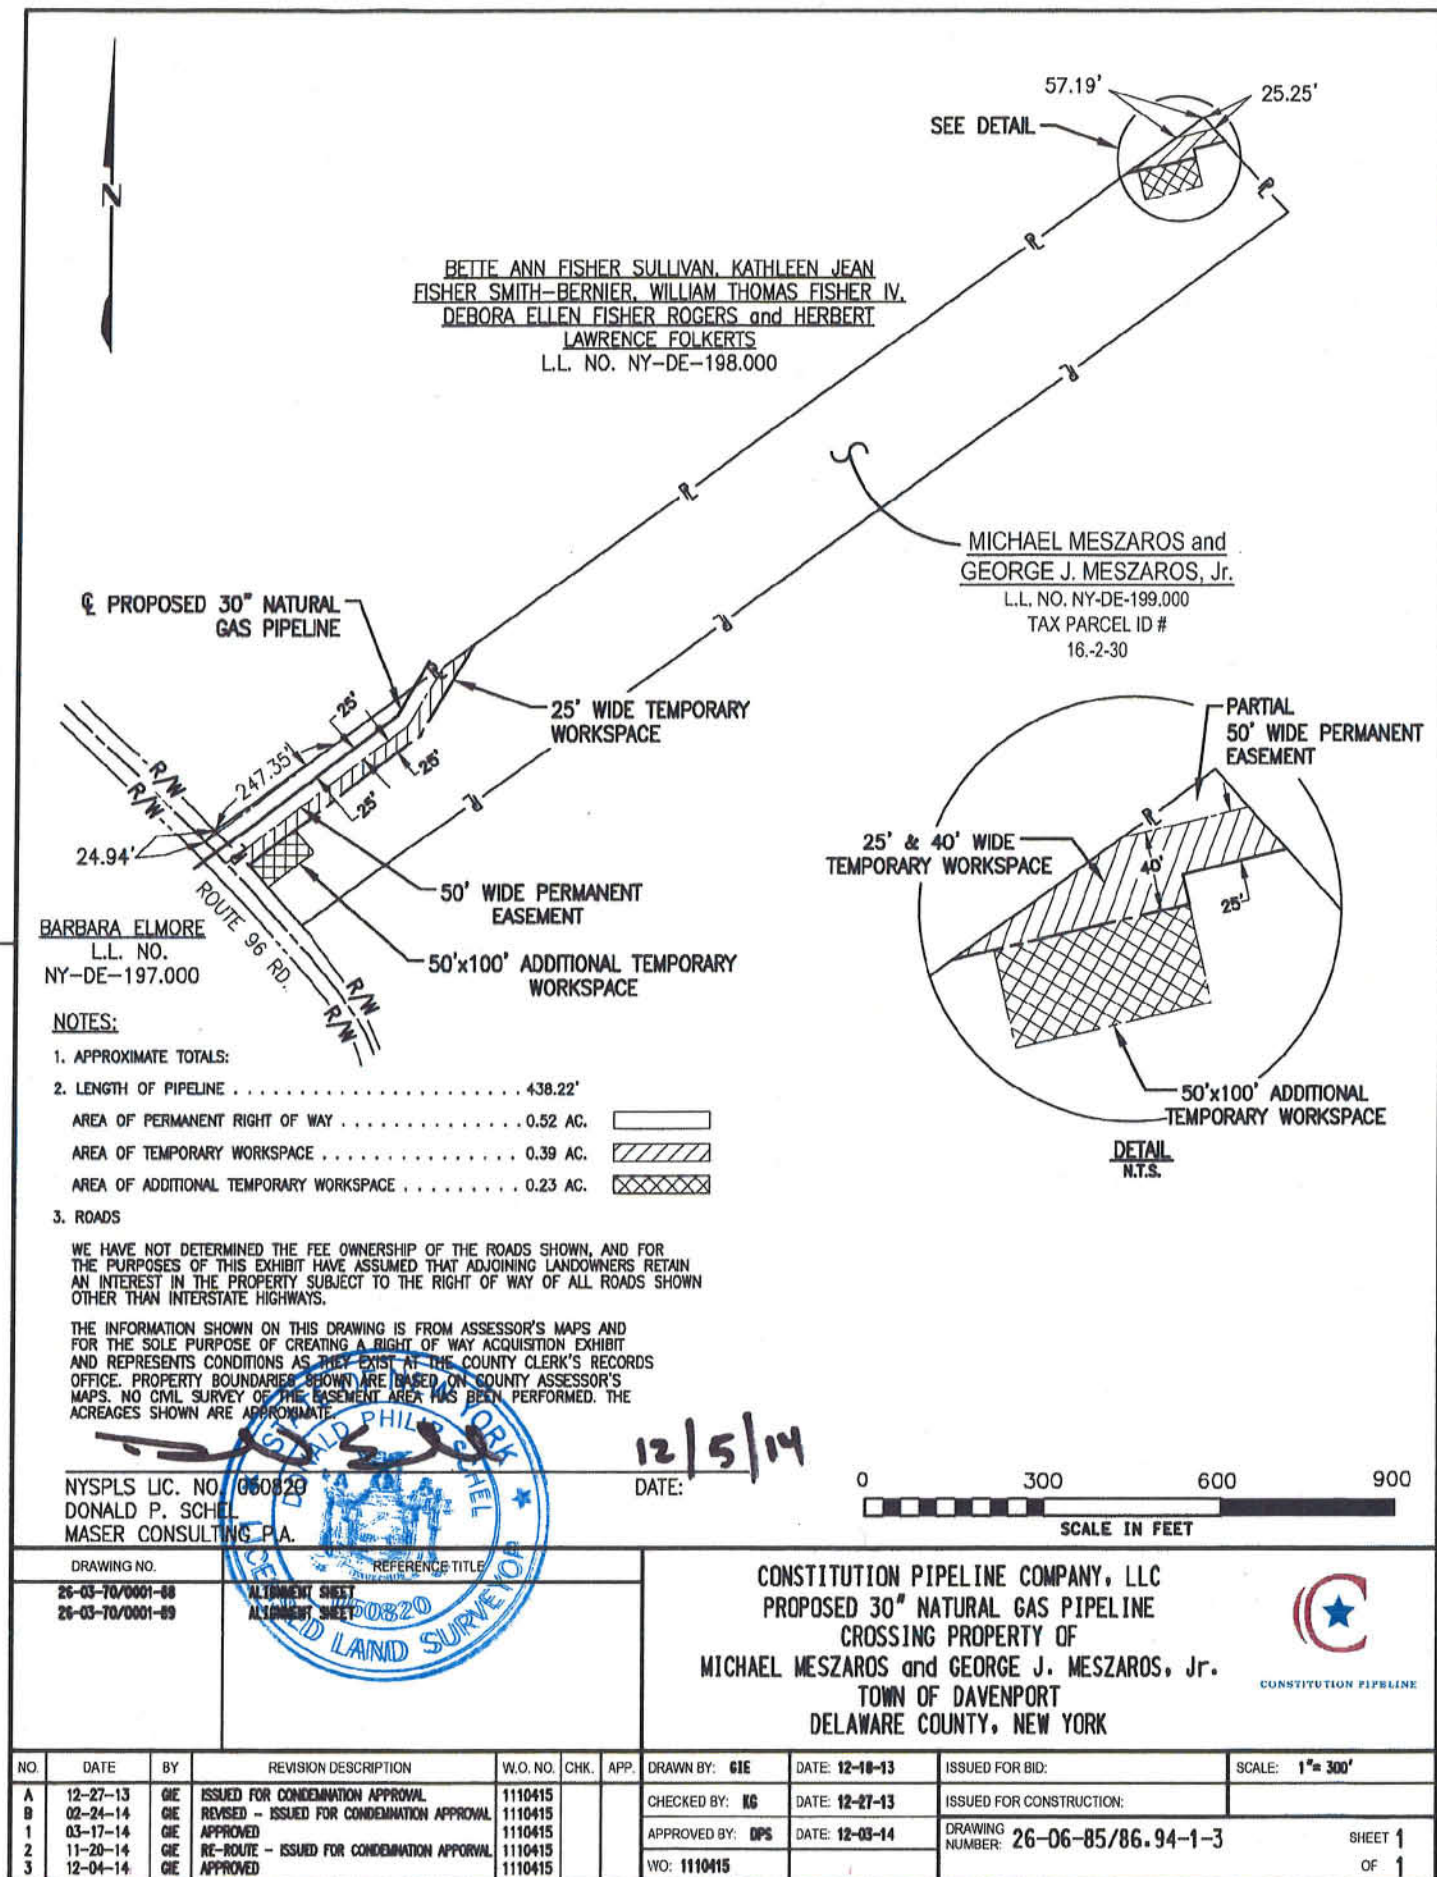 57.19'
25.25'
SEE DETAIL
N
BETTE ANN FISHER SULLIVAN, KATHLEEN JEAN
FISHER SMITH-BERNIER, WILLIAM THOMAS FISHER IV,
DEBORA ELLEN FISHER ROGERS and HERBERT
LAWRENCE FOLKERTS
L.L. NO. NY-DE-198.000
MICHAEL MESZAROS and
GEORGE J. MESZAROS, Jr.
L.L. NO. NY-DE-199.000
TAX PARCEL ID #
16.-2-30
℄ PROPOSED 30" NATURAL
GAS PIPELINE
25' WIDE TEMPORARY
WORKSPACE
25'
247.35'
25'
25'
R/W
R/W
24.94'
ROUTE 96 RD.
R/W
R/W
50' WIDE PERMANENT
EASEMENT
50'x100' ADDITIONAL TEMPORARY
WORKSPACE
BARBARA ELMORE
L.L. NO.
NY-DE-197.000
PARTIAL
50' WIDE PERMANENT
EASEMENT
25' & 40' WIDE
TEMPORARY WORKSPACE
40'
25'
50'x100' ADDITIONAL
TEMPORARY WORKSPACE
DETAIL
N.T.S.
NOTES:
1. APPROXIMATE TOTALS:
2. LENGTH OF PIPELINE . . . . . . . . . . . . . . . . . . . . . . 438.22'
AREA OF PERMANENT RIGHT OF WAY . . . . . . . . . . . . . . 0.52 AC.
AREA OF TEMPORARY WORKSPACE . . . . . . . . . . . . . . . 0.39 AC.
AREA OF ADDITIONAL TEMPORARY WORKSPACE . . . . . . . . . 0.23 AC.
3. ROADS
WE HAVE NOT DETERMINED THE FEE OWNERSHIP OF THE ROADS SHOWN, AND FOR
THE PURPOSES OF THIS EXHIBIT HAVE ASSUMED THAT ADJOINING LANDOWNERS RETAIN
AN INTEREST IN THE PROPERTY SUBJECT TO THE RIGHT OF WAY OF ALL ROADS SHOWN
OTHER THAN INTERSTATE HIGHWAYS.
THE INFORMATION SHOWN ON THIS DRAWING IS FROM ASSESSOR'S MAPS AND
FOR THE SOLE PURPOSE OF CREATING A RIGHT OF WAY ACQUISITION EXHIBIT
AND REPRESENTS CONDITIONS AS THEY EXIST AT THE COUNTY CLERK'S RECORDS
OFFICE. PROPERTY BOUNDARIES SHOWN ARE BASED ON COUNTY ASSESSOR'S
MAPS. NO CIVIL SURVEY OF THE EASEMENT AREA HAS BEEN PERFORMED. THE
ACREAGES SHOWN ARE APPROXIMATE.
12/5/14
NYSPLS LIC. NO. 050820
DATE:
DONALD P. SCHEL
MASER CONSULTING P.A.
STATE OF NEW YORK
DONALD PHILIP SCHEL
050820
LICENSED LAND SURVEYOR
0 300 600 900
SCALE IN FEET
DRAWING NO. REFERENCE TITLE
26-03-70/0001-88 ALIGNMENT SHEET
26-03-70/0001-89 ALIGNMENT SHEET
CONSTITUTION PIPELINE COMPANY, LLC
PROPOSED 30" NATURAL GAS PIPELINE
CROSSING PROPERTY OF
MICHAEL MESZAROS and GEORGE J. MESZAROS, Jr.
TOWN OF DAVENPORT
DELAWARE COUNTY, NEW YORK
CONSTITUTION PIPELINE
NO. DATE BY REVISION DESCRIPTION W.O. NO. CHK. APP.
A 12-27-13 GIE ISSUED FOR CONDEMNATION APPROVAL 1110415
B 02-24-14 GIE REVISED - ISSUED FOR CONDEMNATION APPROVAL 1110415
1 03-17-14 GIE APPROVED 1110415
2 11-20-14 GIE RE-ROUTE - ISSUED FOR CONDEMNATION APPORVAL 1110415
3 12-04-14 GIE APPROVED 1110415
DRAWN BY: GIE DATE: 12-18-13 ISSUED FOR BID: SCALE: 1"= 300'
CHECKED BY: KG DATE: 12-27-13 ISSUED FOR CONSTRUCTION:
APPROVED BY: DPS DATE: 12-03-14 DRAWING NUMBER: 26-06-85/86.94-1-3 SHEET 1
WO: 1110415 OF 1